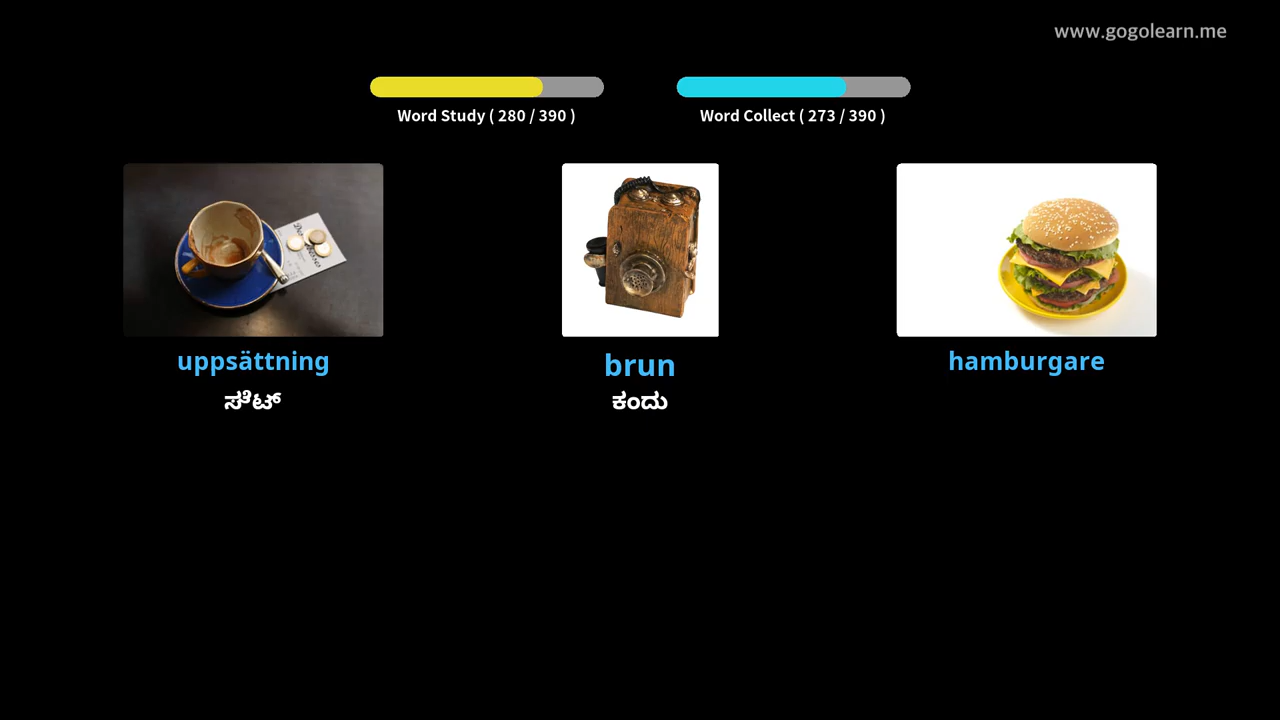 www.gogolearn.me
Word Study ( 280 / 390 )
Word Collect ( 273 / 390 )
uppsättning
brun
hamburgare
ಸೆಟ್
ಕಂದು